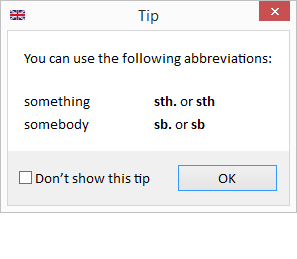 Tip
You can use the following abbreviations:
something sth. or sth
somebody sb. or sb
Don't show this tip OK